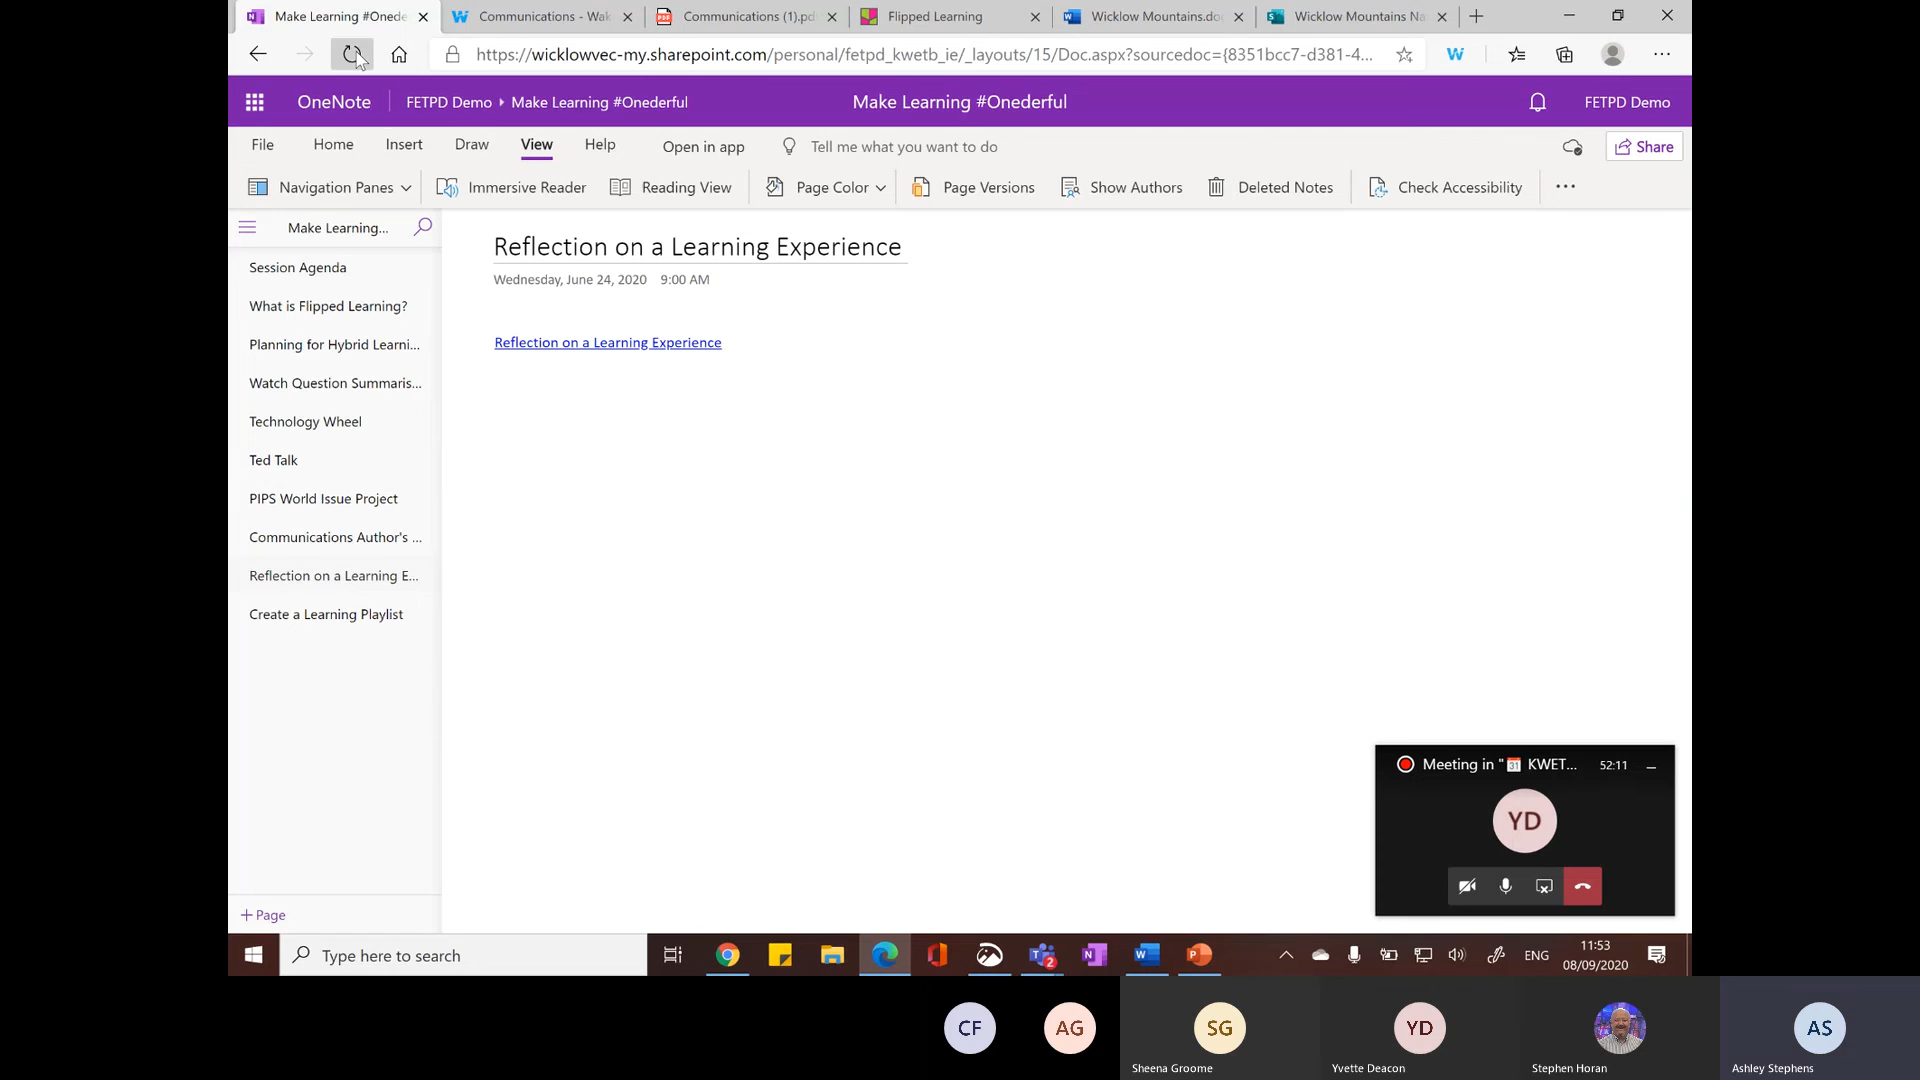 Make Learning #Onede
Communications - Wak
Communications (1).pd
Flipped Learning
Wicklow Mountains.do
Wicklow Mountains Na
https://wicklowvec-my.sharepoint.com/personal/fetpd_kwetb_ie/_layouts/15/Doc.aspx?sourcedoc={8351bcc7-d381-4...
OneNote
FETPD Demo
Make Learning #Onederful
Make Learning #Onederful
FETPD Demo
File
Home
Insert
Draw
View
Help
Open in app
Tell me what you want to do
Share
Navigation Panes
Immersive Reader
Reading View
Page Color
Page Versions
Show Authors
Deleted Notes
Check Accessibility
Make Learning...
Reflection on a Learning Experience
Wednesday, June 24, 2020 9:00 AM
Reflection on a Learning Experience
Session Agenda
What is Flipped Learning?
Planning for Hybrid Learni...
Watch Question Summaris...
Technology Wheel
Ted Talk
PIPS World Issue Project
Communications Author's ...
Reflection on a Learning E...
Create a Learning Playlist
+ Page
Meeting in "31 KWET...
52:11
YD
Type here to search
2
ENG
11:53
08/09/2020
CF
AG
SG
YD
AS
Sheena Groome
Yvette Deacon
Stephen Horan
Ashley Stephens